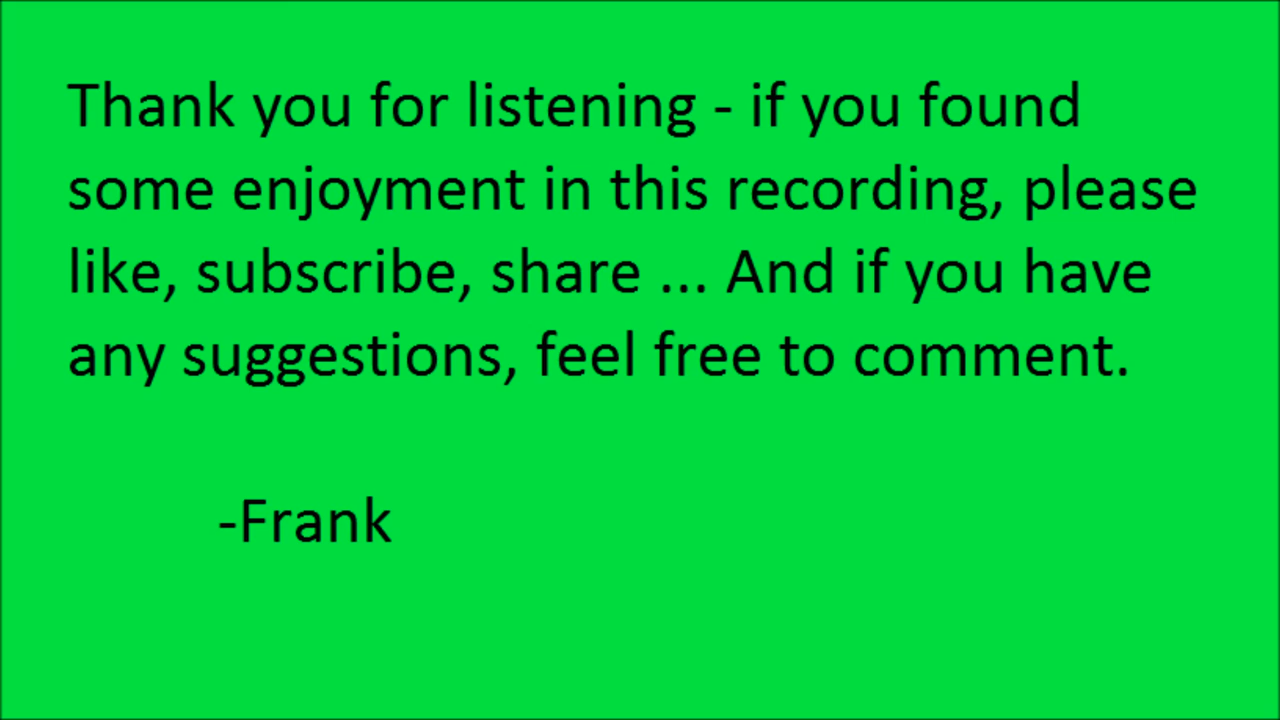 Thank you for listening - if you found
some enjoyment in this recording, please
like, subscribe, share ... And if you have
any suggestions, feel free to comment.
-Frank